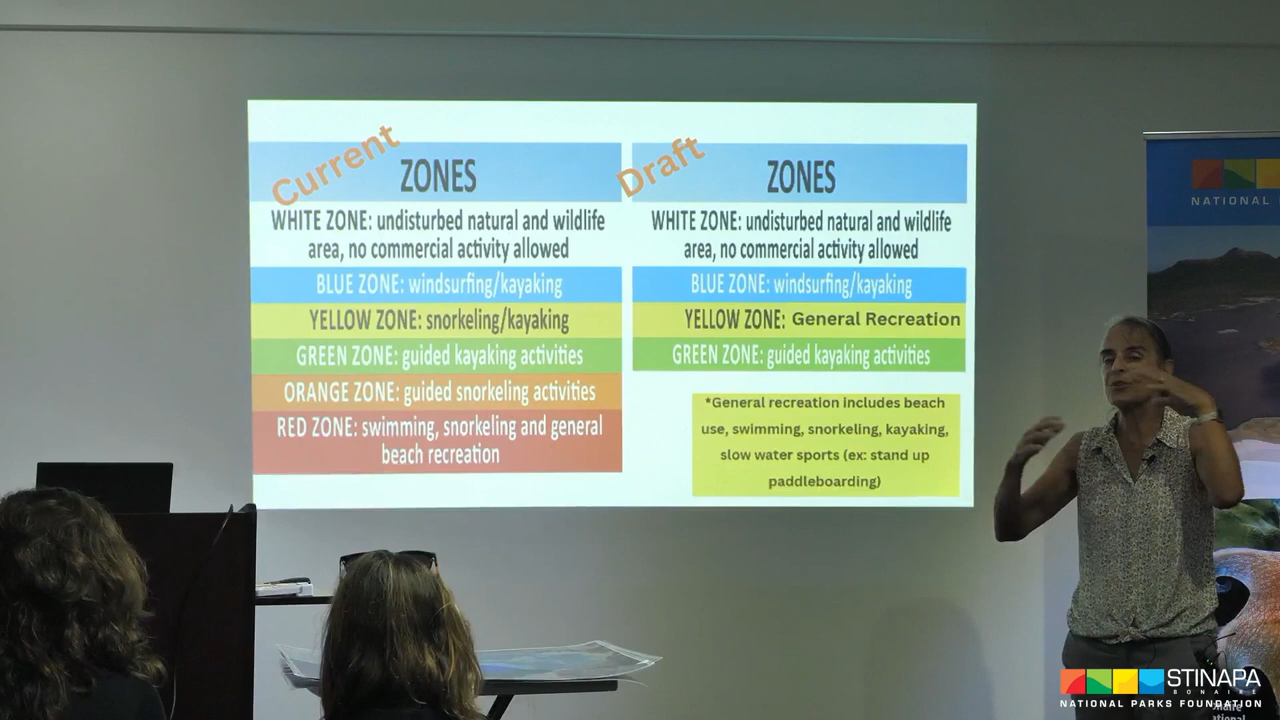 Current
ZONES
WHITE ZONE: undisturbed natural and wildlife
area, no commercial activity allowed
BLUE ZONE: windsurfing/kayaking
YELLOW ZONE: snorkeling/kayaking
GREEN ZONE: guided kayaking activities
ORANGE ZONE: guided snorkeling activities
RED ZONE: swimming, snorkeling and general
beach recreation
Draft
ZONES
WHITE ZONE: undisturbed natural and wildlife
area, no commercial activity allowed
BLUE ZONE: windsurfing/kayaking
YELLOW ZONE: General Recreation
GREEN ZONE: guided kayaking activities
*General recreation includes beach
use, swimming, snorkeling, kayaking,
slow water sports (ex: stand up
paddleboarding)
NATIONAL
STINAPA
BONAIRE
NATIONAL PARKS FOUNDATION